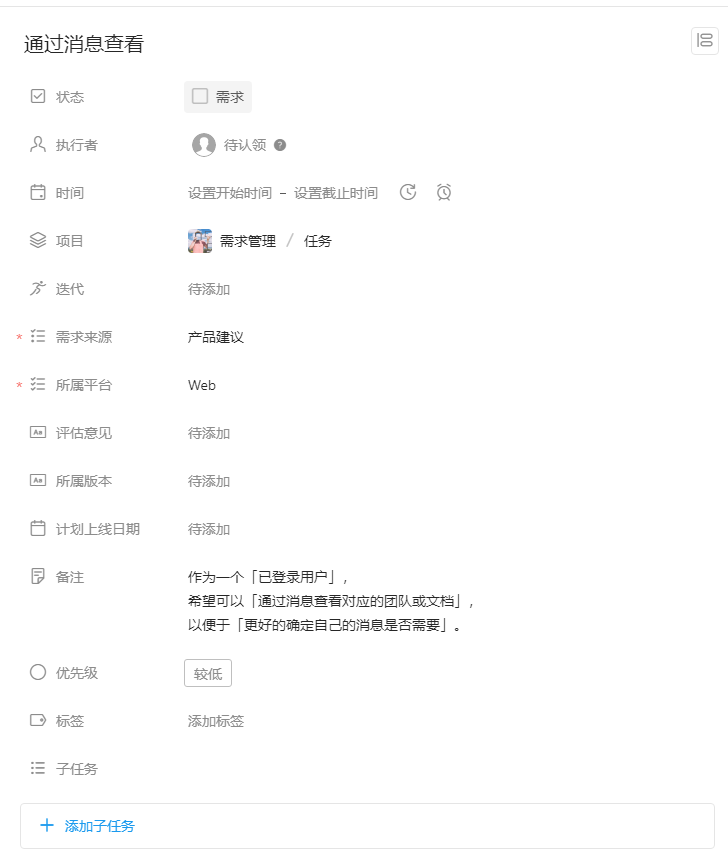 通过消息查看
状态 需求
执行者 待认领 ?
时间 设置开始时间 – 设置截止时间
项目 需求管理 / 任务
迭代 待添加
* 需求来源 产品建议
* 所属平台 Web
Aa 评估意见 待添加
Aa 所属版本 待添加
计划上线日期 待添加
备注 作为一个「已登录用户」,
希望可以「通过消息查看对应的团队或文档」,
以便于「更好的确定自己的消息是否需要」。
优先级 较低
标签 添加标签
子任务
+ 添加子任务